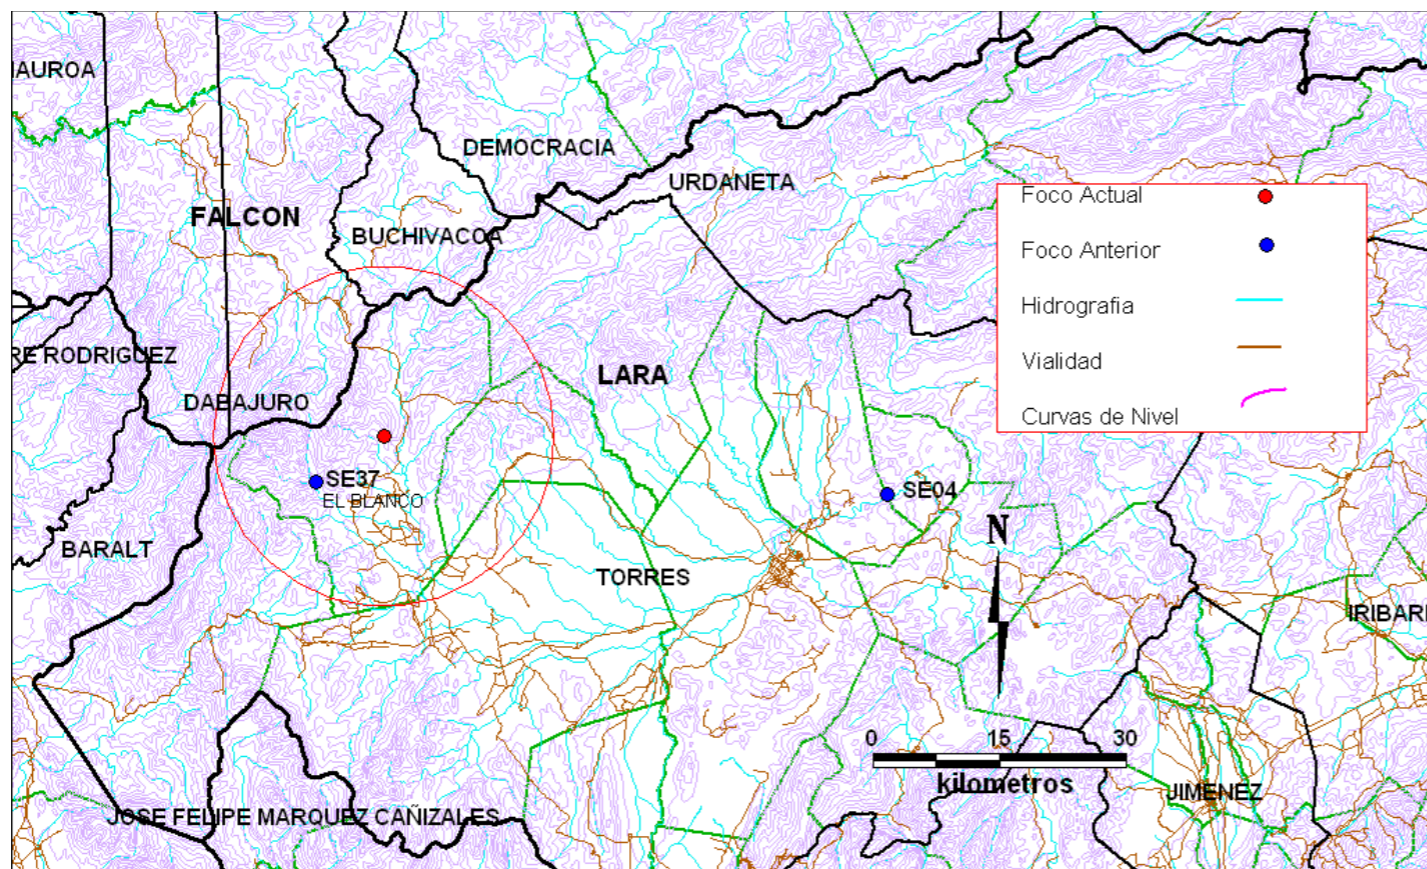 IAUROA
DEMOCRACIA
URDANETA
FALCON
BUCHIVACOA
Foco Actual
Foco Anterior
Hidrografia
Vialidad
Curvas de Nivel
RE RODRIGUEZ
LARA
DABAJURO
SE37
EL BLANCO
SE04
BARALT
TORRES
N
IRIBARR
0 15 30
kilometros
JIMENEZ
JOSE FELIPE MARQUEZ CAÑIZALES